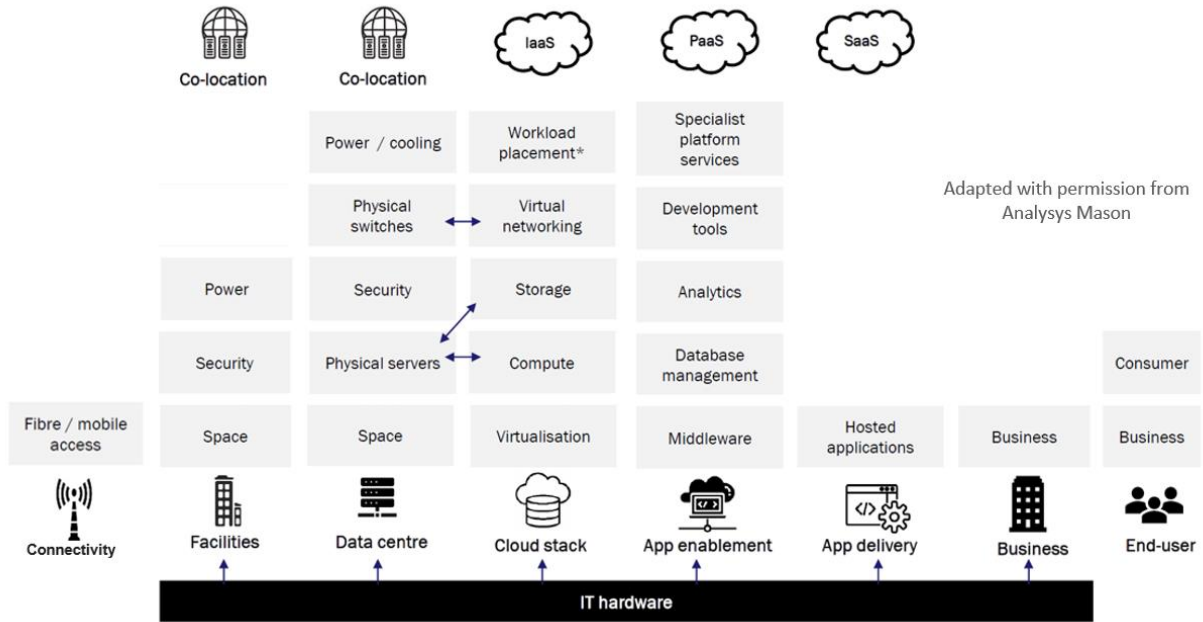 IaaS
PaaS
SaaS
Co-location
Co-location
Power / cooling
Workload
placement*
Specialist
platform
services
Adapted with permission from
Analysys Mason
Physical
switches
Virtual
networking
Development
tools
Power
Security
Storage
Analytics
Security
Physical servers
Compute
Database
management
Consumer
Fibre / mobile
access
Space
Space
Virtualisation
Middleware
Hosted
applications
Business
Business
</>
</>
Connectivity
Facilities
Data centre
Cloud stack
App enablement
App delivery
Business
End-user
IT hardware